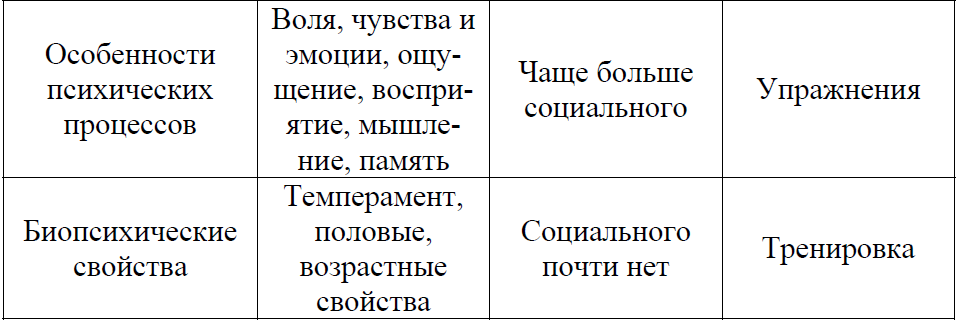 Особенности
психических
процессов
Воля, чувства и
эмоции, ощу-
щение, воспри-
ятие, мышле-
ние, память
Чаще больше
социального
Упражнения
Биопсихические
свойства
Темперамент,
половые,
возрастные
свойства
Социального
почти нет
Тренировка